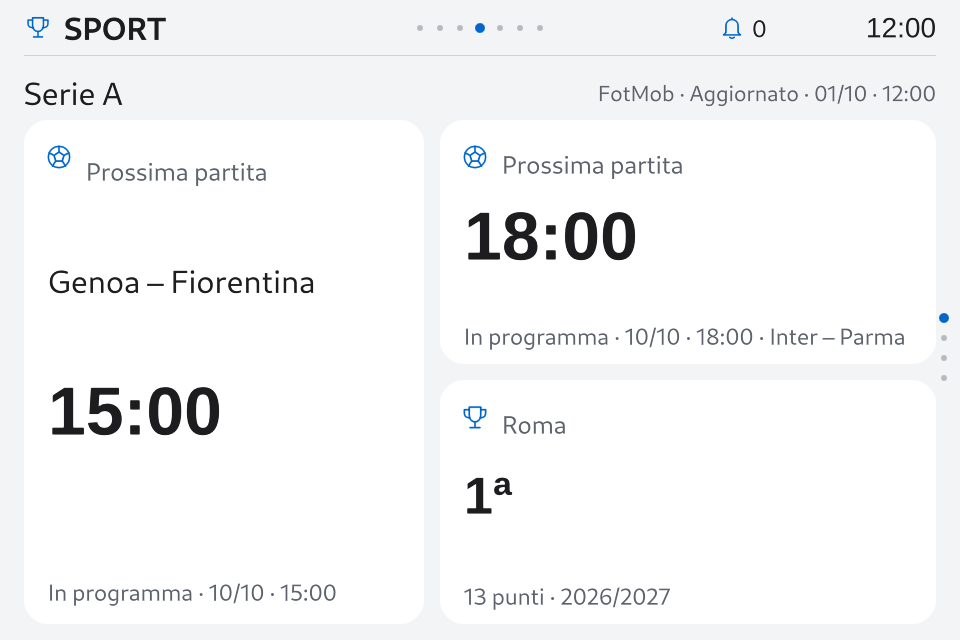 SPORT
0
12:00
Serie A
FotMob · Aggiornato · 01/10 · 12:00
Prossima partita
Genoa – Fiorentina
15:00
In programma · 10/10 · 15:00
Prossima partita
18:00
In programma · 10/10 · 18:00 · Inter – Parma
Roma
1ª
13 punti · 2026/2027